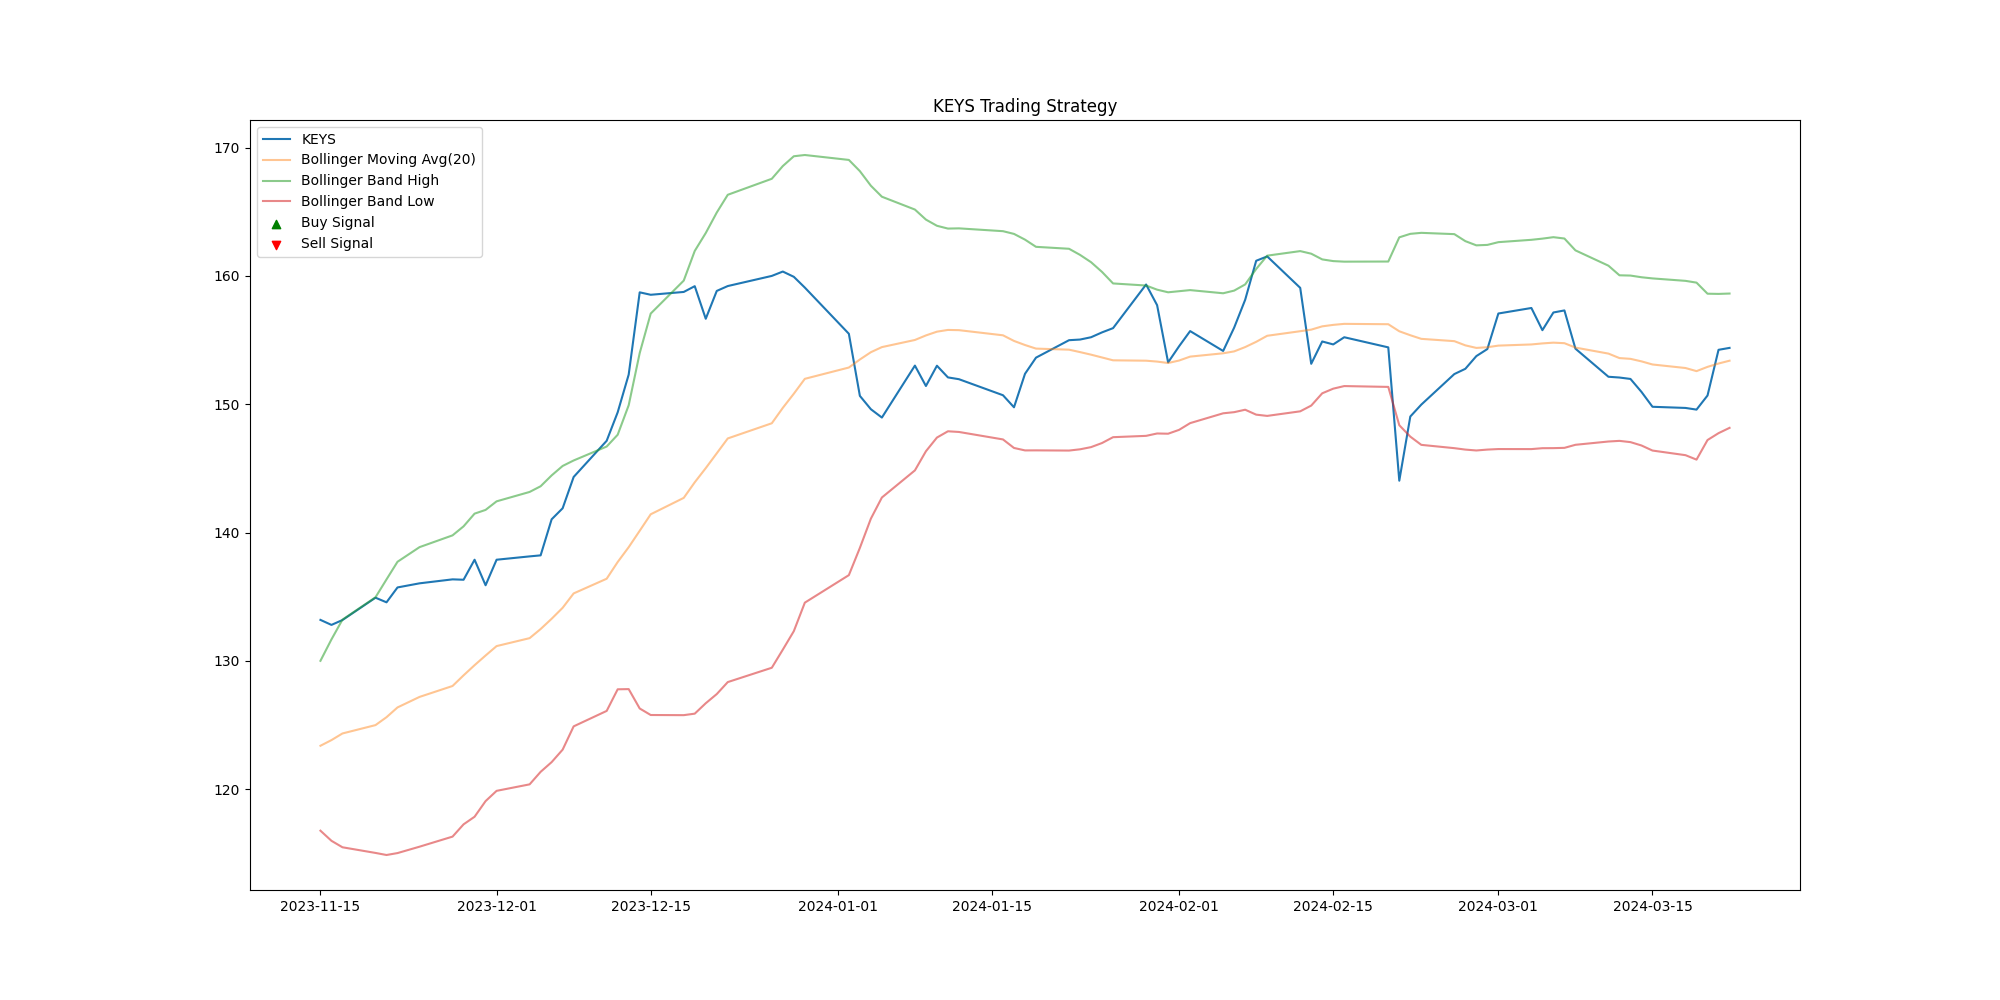 KEYS Trading Strategy
KEYS
Bollinger Moving Avg(20)
Bollinger Band High
Bollinger Band Low
Buy Signal
Sell Signal
170
160
150
140
130
120
2023-11-15
2023-12-01
2023-12-15
2024-01-01
2024-01-15
2024-02-01
2024-02-15
2024-03-01
2024-03-15